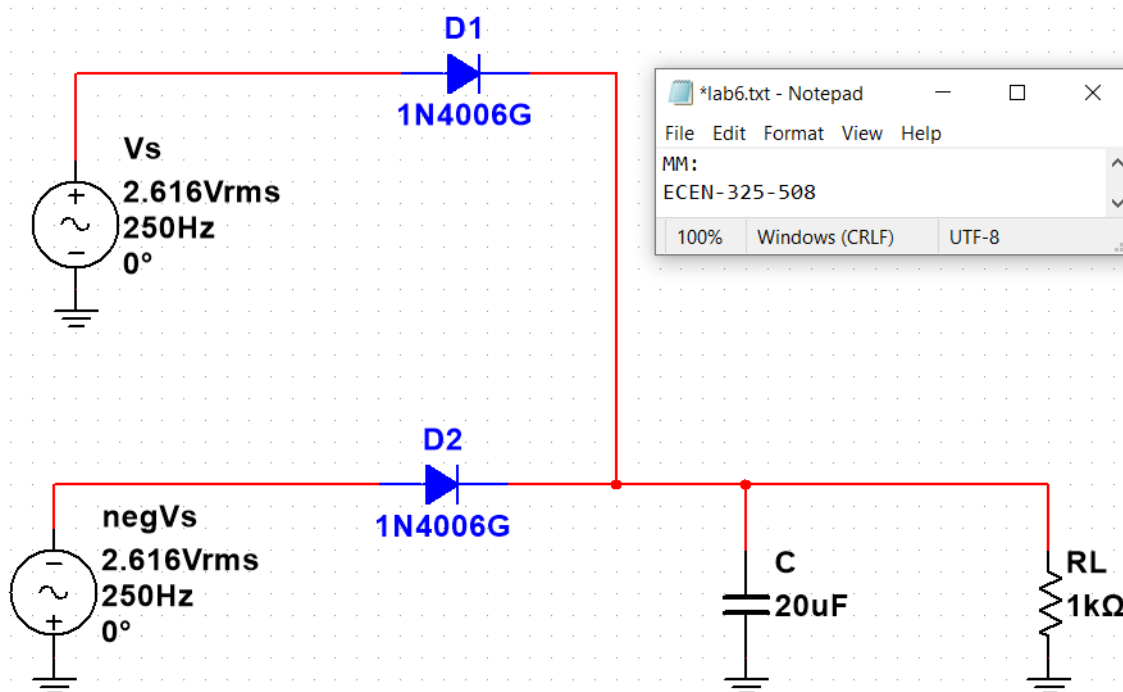 D1
1N4006G
Vs
+
2.616Vrms
250Hz
−
0°
*lab6.txt - Notepad
File Edit Format View Help
MM:
ECEN-325-508
100% Windows (CRLF) UTF-8
D2
1N4006G
negVs
−
2.616Vrms
250Hz
+
0°
C
20uF
RL
1kΩ